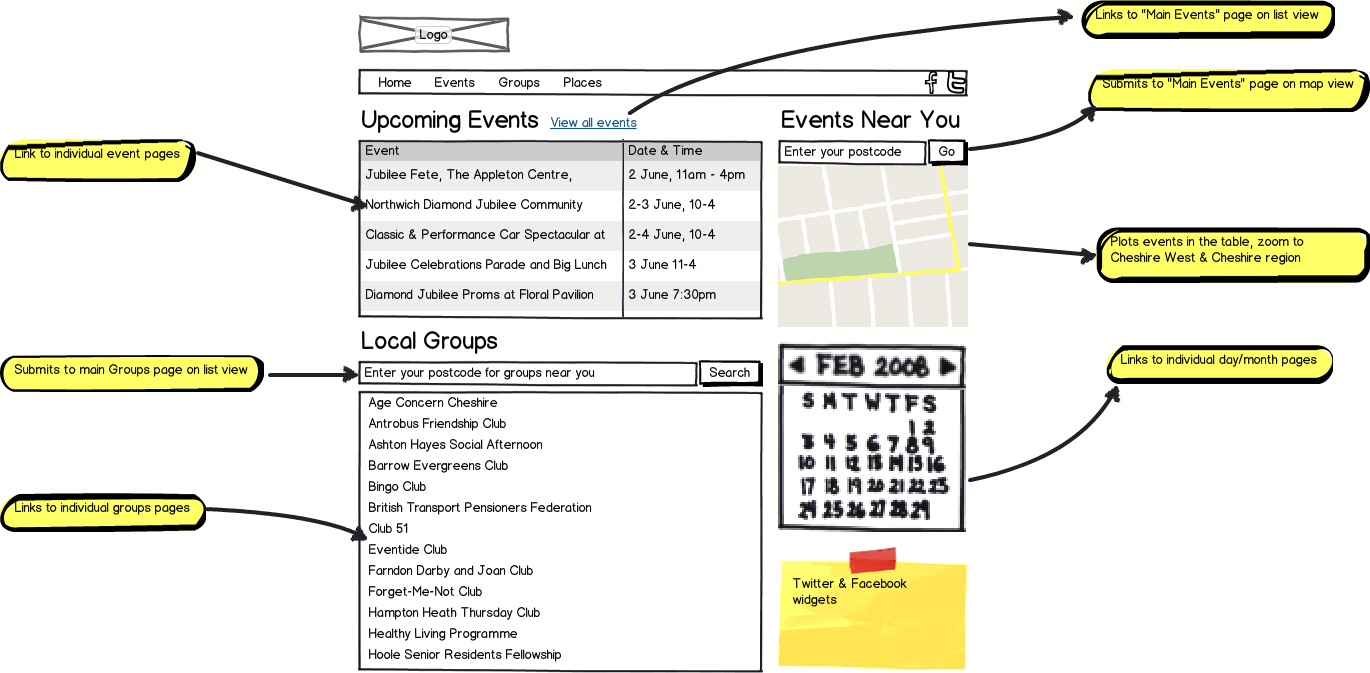 Logo
Links to "Main Events" page on list view
Home Events Groups Places
f t
Submits to "Main Events" page on map view
Upcoming Events View all events
Events Near You
Link to individual event pages
Event Date & Time
Jubilee Fete, The Appleton Centre, 2 June, 11am - 4pm
Northwich Diamond Jubilee Community 2-3 June, 10-4
Classic & Performance Car Spectacular at 2-4 June, 10-4
Jubilee Celebrations Parade and Big Lunch 3 June 11-4
Diamond Jubilee Proms at Floral Pavilion 3 June 7:30pm
Enter your postcode Go
Plots events in the table, zoom to
Cheshire West & Cheshire region
Local Groups
Submits to main Groups page on list view
Enter your postcode for groups near you Search
Age Concern Cheshire
Antrobus Friendship Club
Ashton Hayes Social Afternoon
Barrow Evergreens Club
Bingo Club
British Transport Pensioners Federation
Club 51
Eventide Club
Farndon Darby and Joan Club
Forget-Me-Not Club
Hampton Heath Thursday Club
Healthy Living Programme
Hoole Senior Residents Fellowship
Links to individual groups pages
FEB 2008
S M T W T F S
1 2
3 4 5 6 7 8 9
10 11 12 13 14 15 16
17 18 19 20 21 22 23
24 25 26 27 28 29
Links to individual day/month pages
Twitter & Facebook
widgets